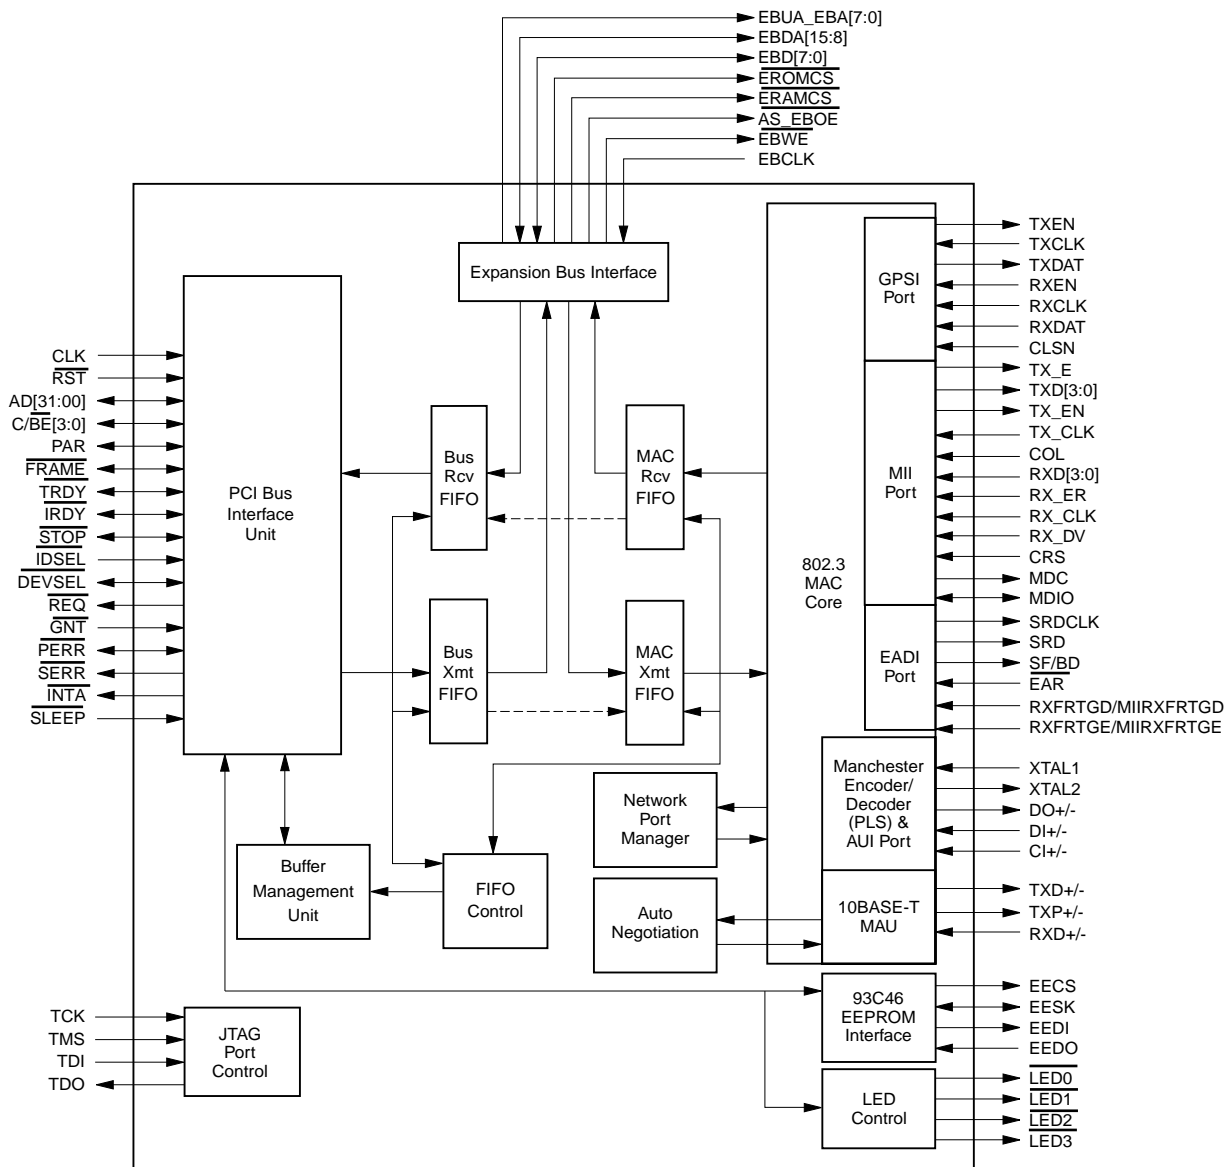 EBUA_EBA[7:0]
EBDA[15:8]
EBD[7:0]
EROMCS
ERAMCS
AS_EBOE
EBWE
EBCLK
Expansion Bus Interface
CLK
RST
AD[31:00]
C/BE[3:0]
PAR
FRAME
TRDY
IRDY
STOP
IDSEL
DEVSEL
REQ
GNT
PERR
SERR
INTA
SLEEP
PCI Bus
Interface
Unit
Bus
Rcv
FIFO
MAC
Rcv
FIFO
Bus
Xmt
FIFO
MAC
Xmt
FIFO
802.3
MAC
Core
GPSI
Port
TXEN
TXCLK
TXDAT
RXEN
RXCLK
RXDAT
CLSN
MII
Port
TX_E
TXD[3:0]
TX_EN
TX_CLK
COL
RXD[3:0]
RX_ER
RX_CLK
RX_DV
CRS
MDC
MDIO
EADI
Port
SRDCLK
SRD
SF/BD
EAR
RXFRTGD/MIIRXFRTGD
RXFRTGE/MIIRXFRTGE
Manchester
Encoder/
Decoder
(PLS) &
AUI Port
XTAL1
XTAL2
DO+/-
DI+/-
CI+/-
10BASE-T
MAU
TXD+/-
TXP+/-
RXD+/-
Network
Port
Manager
Auto
Negotiation
Buffer
Management
Unit
FIFO
Control
93C46
EEPROM
Interface
EECS
EESK
EEDI
EEDO
TCK
TMS
TDI
TDO
JTAG
Port
Control
LED
Control
LED0
LED1
LED2
LED3